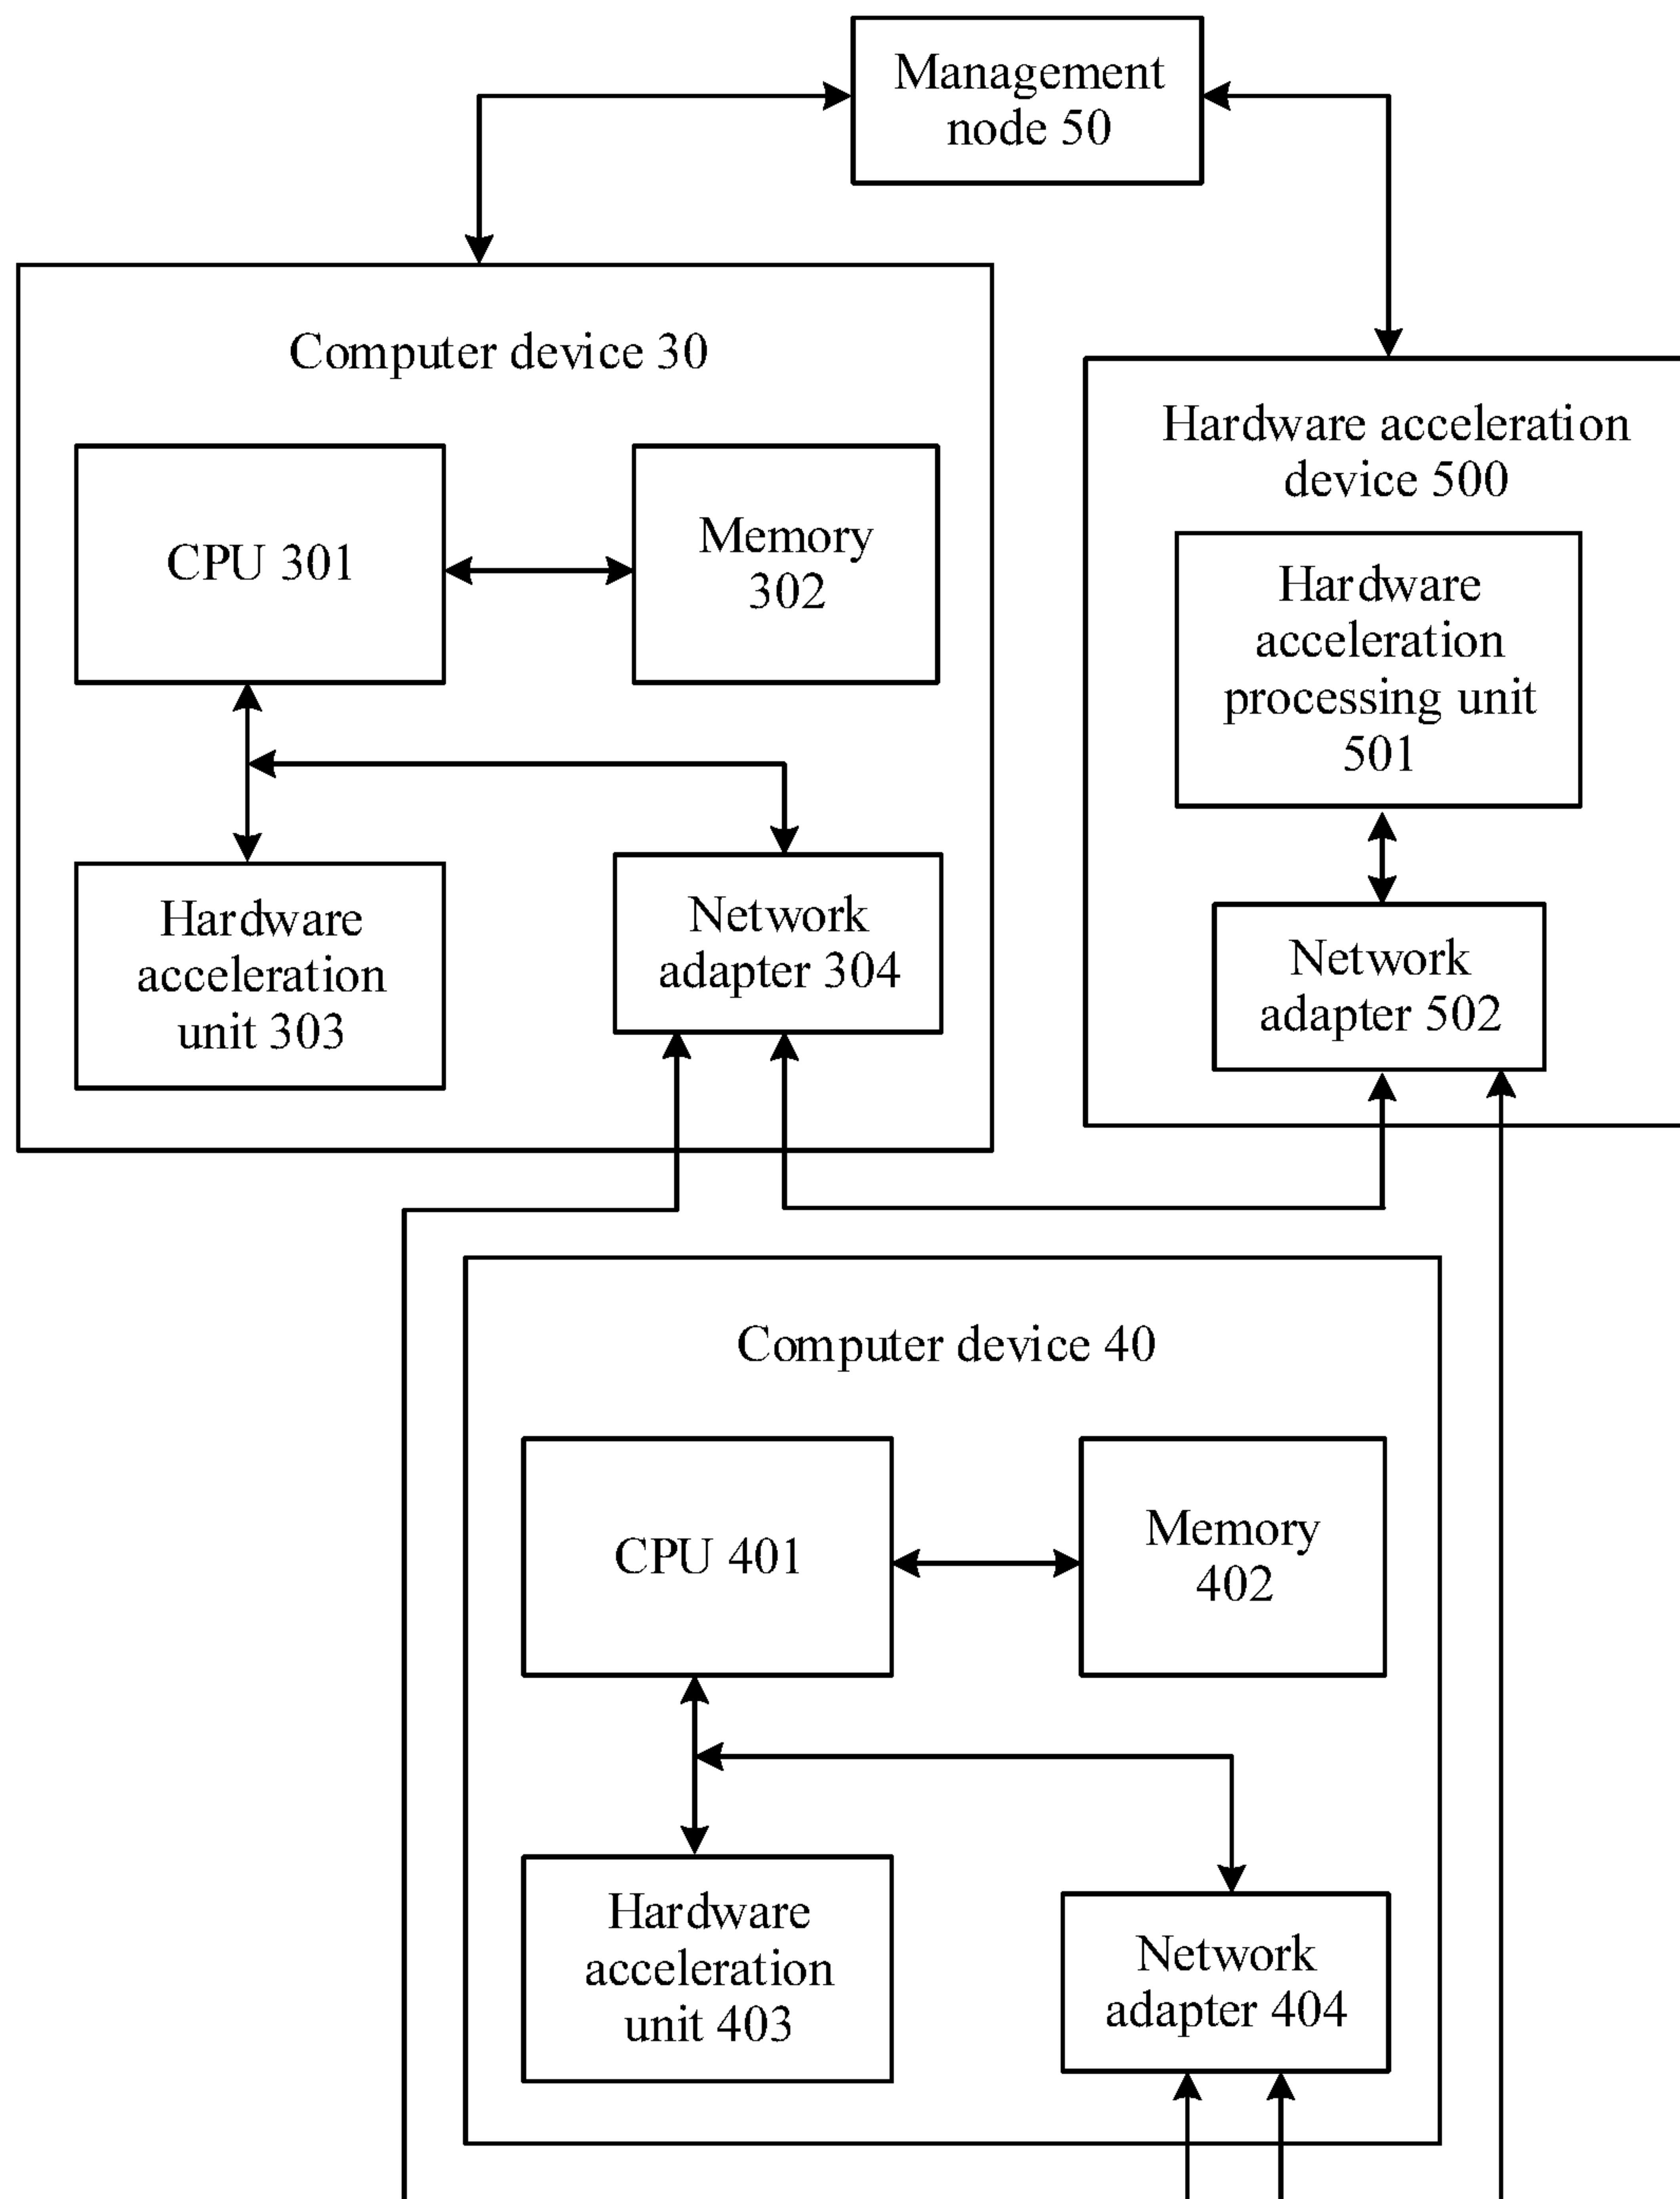 Management
node 50
Computer device 30
CPU 301
Memory
302
Hardware
acceleration
unit 303
Network
adapter 304
Hardware acceleration
device 500
Hardware
acceleration
processing unit
501
Network
adapter 502
Computer device 40
CPU 401
Memory
402
Hardware
acceleration
unit 403
Network
adapter 404